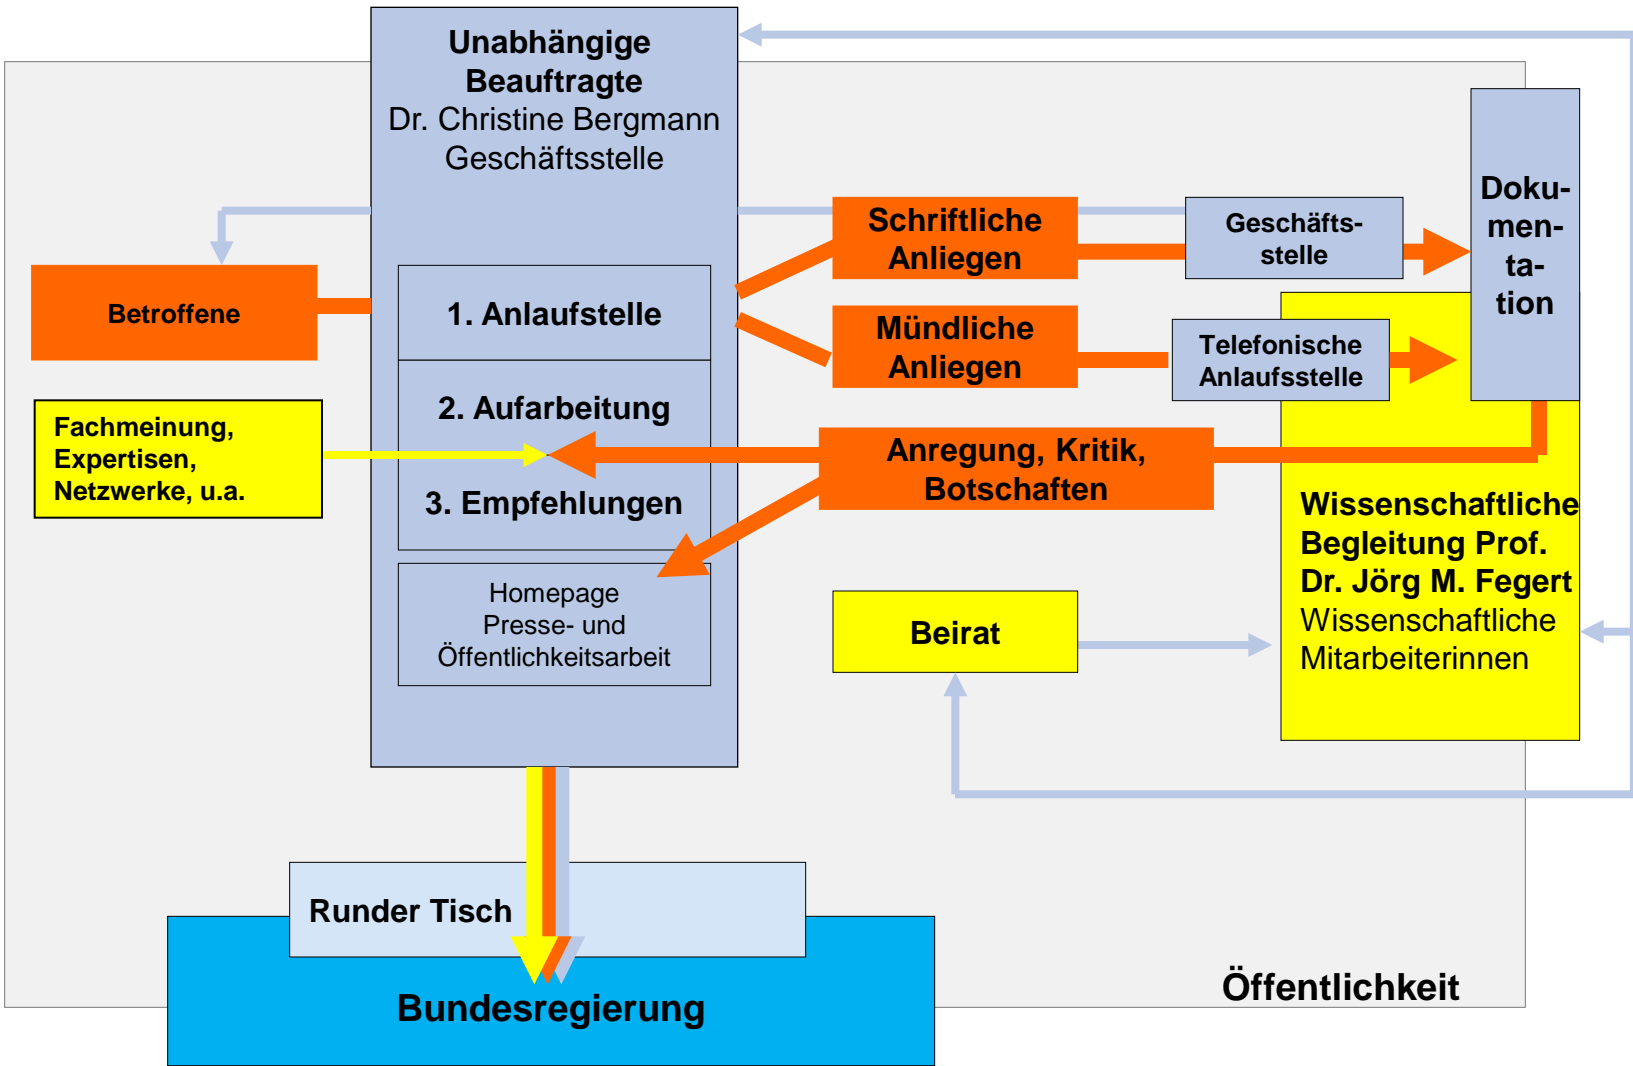 Unabhängige
Beauftragte
Dr. Christine Bergmann
Geschäftsstelle
Betroffene
1. Anlaufstelle
2. Aufarbeitung
3. Empfehlungen
Homepage
Presse- und
Öffentlichkeitsarbeit
Fachmeinung,
Expertisen,
Netzwerke, u.a.
Schriftliche
Anliegen
Geschäfts-
stelle
Mündliche
Anliegen
Telefonische
Anlaufsstelle
Doku-
men-
ta-
tion
Anregung, Kritik,
Botschaften
Wissenschaftliche
Begleitung Prof.
Dr. Jörg M. Fegert
Wissenschaftliche
Mitarbeiterinnen
Beirat
Runder Tisch
Bundesregierung
Öffentlichkeit